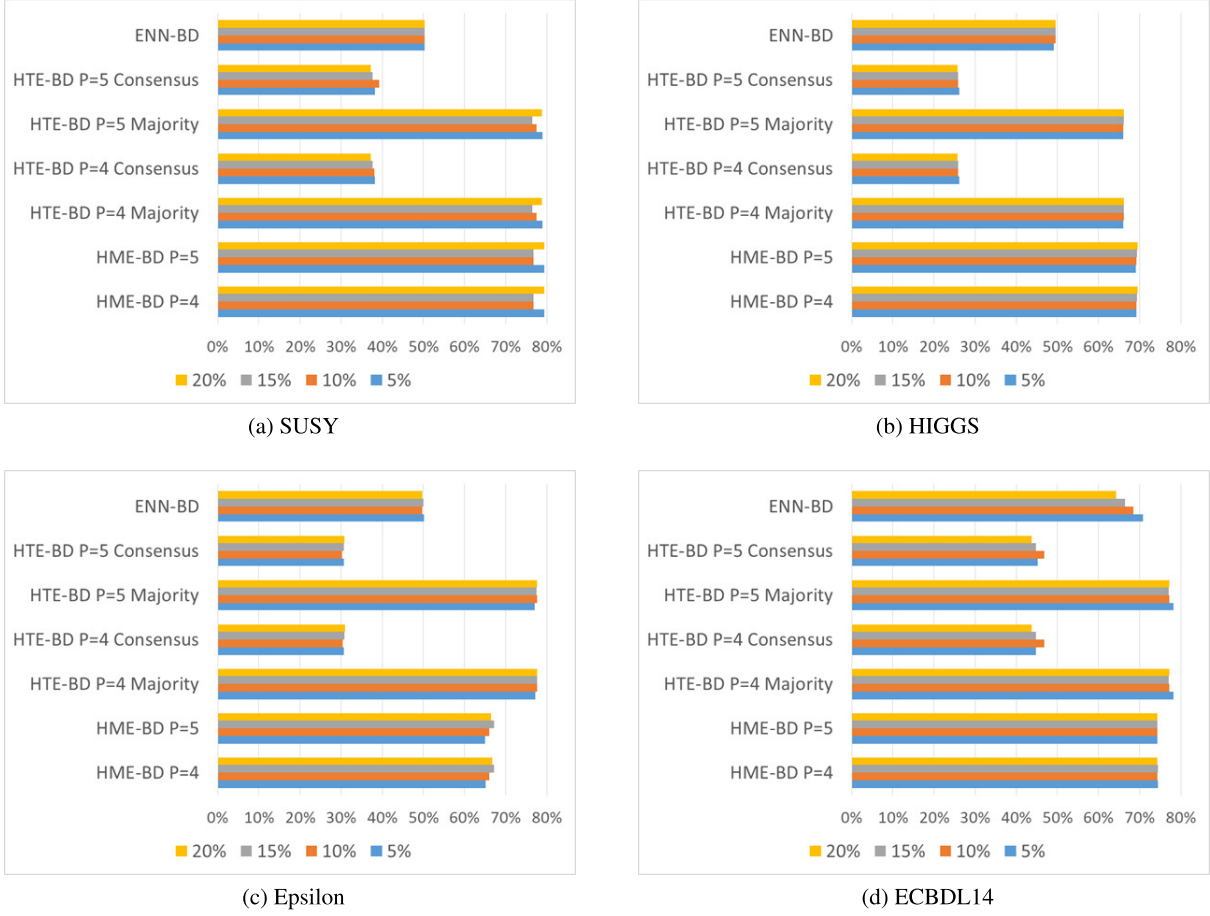 ENN-BD
HTE-BD P=5 Consensus
HTE-BD P=5 Majority
HTE-BD P=4 Consensus
HTE-BD P=4 Majority
HME-BD P=5
HME-BD P=4
0% 10% 20% 30% 40% 50% 60% 70% 80%
20% 15% 10% 5%
(a) SUSY
ENN-BD
HTE-BD P=5 Consensus
HTE-BD P=5 Majority
HTE-BD P=4 Consensus
HTE-BD P=4 Majority
HME-BD P=5
HME-BD P=4
0% 10% 20% 30% 40% 50% 60% 70% 80%
20% 15% 10% 5%
(b) HIGGS
ENN-BD
HTE-BD P=5 Consensus
HTE-BD P=5 Majority
HTE-BD P=4 Consensus
HTE-BD P=4 Majority
HME-BD P=5
HME-BD P=4
0% 10% 20% 30% 40% 50% 60% 70% 80%
20% 15% 10% 5%
(c) Epsilon
ENN-BD
HTE-BD P=5 Consensus
HTE-BD P=5 Majority
HTE-BD P=4 Consensus
HTE-BD P=4 Majority
HME-BD P=5
HME-BD P=4
0% 10% 20% 30% 40% 50% 60% 70% 80%
20% 15% 10% 5%
(d) ECBDL14